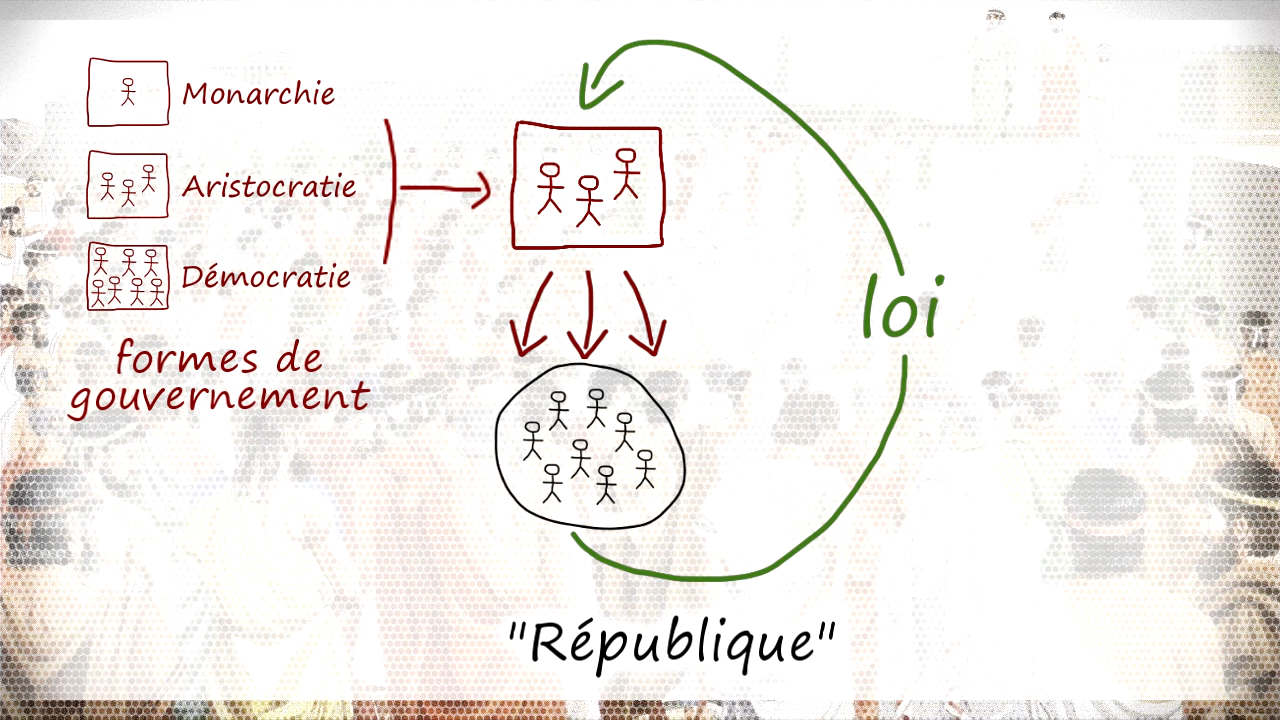 Monarchie
Aristocratie
Démocratie
formes de
gouvernement
loi
"République"